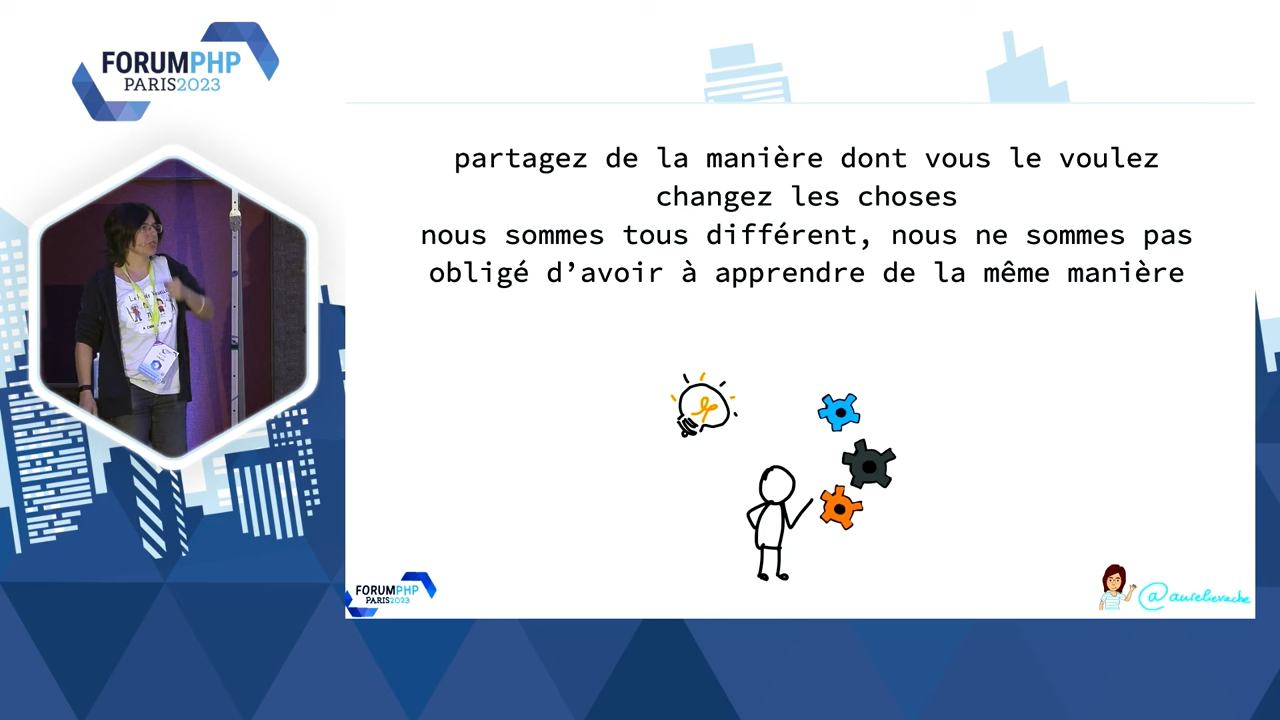 FORUMPHP
PARIS2023
partagez de la manière dont vous le voulez
changez les choses
nous sommes tous différent, nous ne sommes pas
obligé d’avoir à apprendre de la même manière
FORUMPHP
PARIS2023
@aurelievache